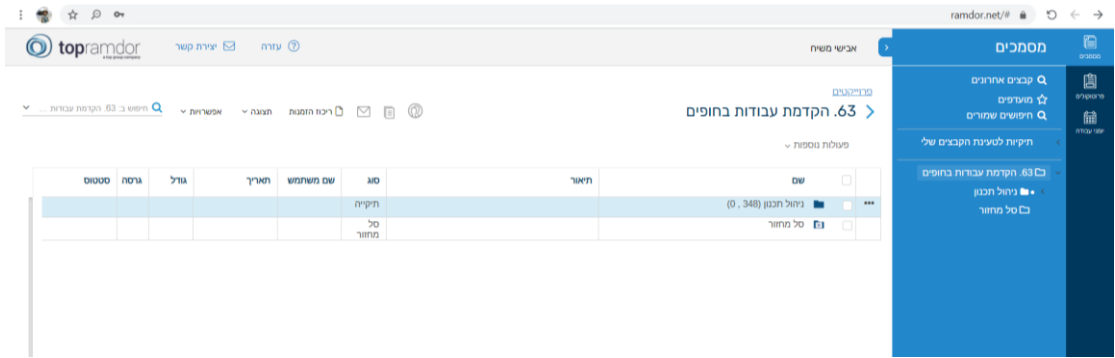 ramdor.net/#
מסמכים
מסמכים
פרוטוקולים
יומני עבודה
קבצים אחרונים
מועדפים
חיפושים שמורים
תיקיות לטעינת הקבצים שלי
63. הקדמת עבודות בחופים
ניהול תכנון
סל מחזור
אבישי משיח
עזרה
יצירת קשר
topramdor
a top group company
פרוייקטים
63. הקדמת עבודות בחופים
ריכוז הזמנות
תצוגה
אפשרויות
חיפוש ב: 63. הקדמת עבודות ...
פעולות נוספות
שם תיאור סוג שם משתמש תאריך גודל גרסה סטטוס
ניהול תכנון (348 , 0) תיקייה
סל מחזור סל מחזור